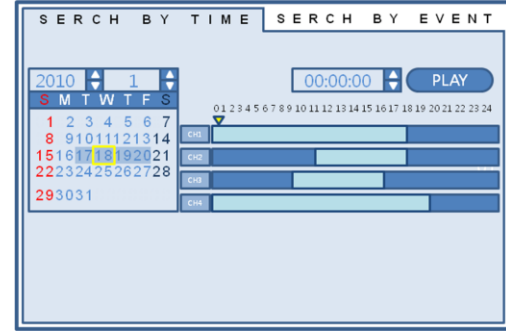 SERCH BY TIME SERCH BY EVENT
2010 1 00:00:00 PLAY
S M T W T F S
0 1 2 3 4 5 6 7 8 9 10 11 12 13 14 15 16 17 18 19 20 21 22 23 24
1 2 3 4 5 6 7
8 9 10 11 12 13 14
CH1
15 16 17 18 19 20 21
CH2
22 23 24 25 26 27 28
CH3
29 30 31
CH4